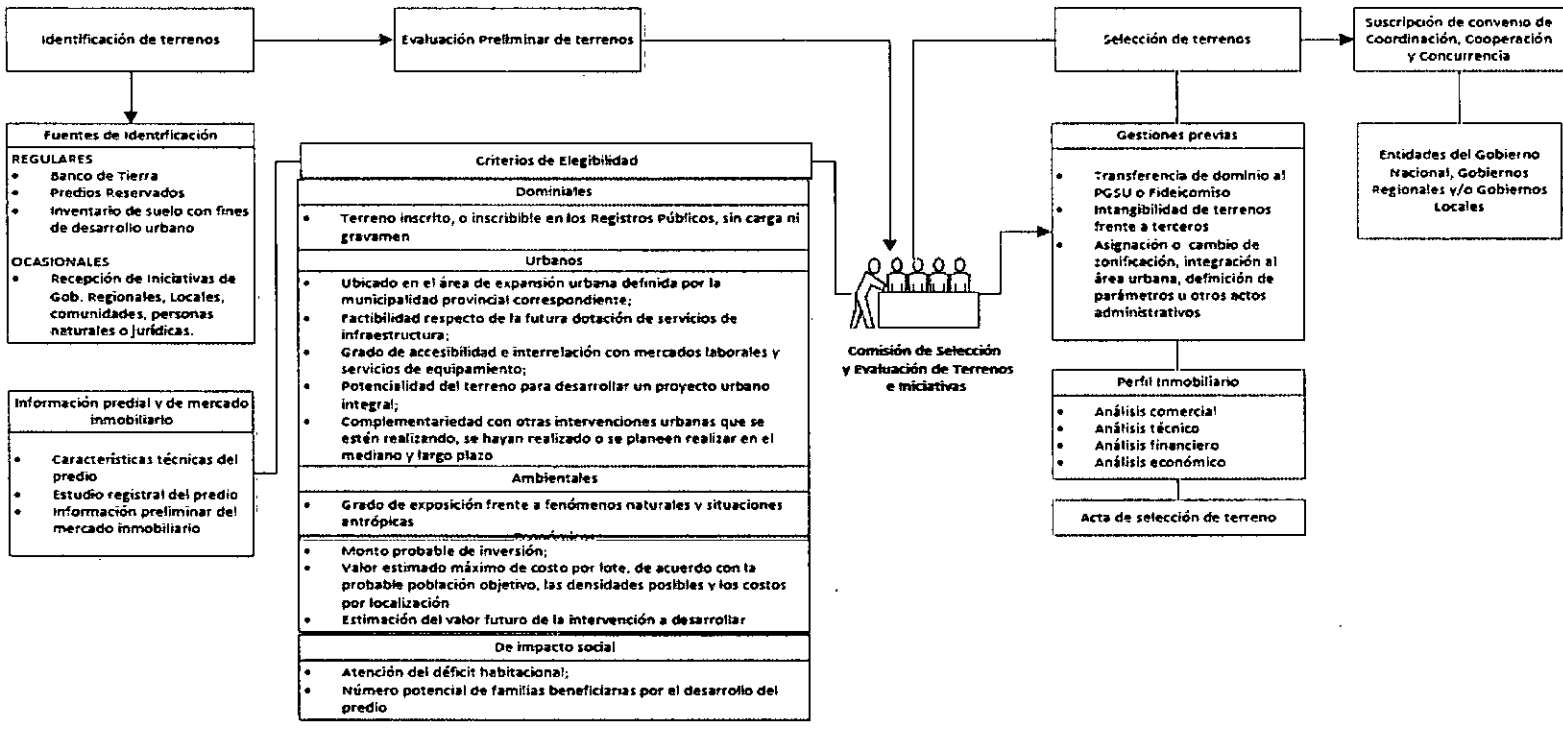 Identificación de terrenos
Evaluación Preliminar de terrenos
Selección de terrenos
Suscripción de convenio de
Coordinación, Cooperación
y Concurrencia
Fuentes de Identificación
REGULARES
• Banco de Tierra
• Predios Reservados
• Inventario de suelo con fines
de desarrollo urbano
OCASIONALES
• Recepción de Iniciativas de
Gob. Regionales, Locales,
comunidades, personas
naturales o jurídicas.
Información predial y de mercado
inmobiliario
• Características técnicas del
predio
• Estudio registral del predio
• Información preliminar del
mercado inmobiliario
Criterios de Elegibilidad
Dominiales
• Terreno inscrito, o inscribible en los Registros Públicos, sin carga ni
gravamen
Urbanos
• Ubicado en el área de expansión urbana definida por la
municipalidad provincial correspondiente;
• Factibilidad respecto de la futura dotación de servicios de
infraestructura;
• Grado de accesibilidad e interrelación con mercados laborales y
servicios de equipamiento;
• Potencialidad del terreno para desarrollar un proyecto urbano
integral;
• Complementariedad con otras intervenciones urbanas que se
estén realizando, se hayan realizado o se planeen realizar en el
mediano y largo plazo
Ambientales
• Grado de exposición frente a fenómenos naturales y situaciones
antrópicas
• Monto probable de inversión;
• Valor estimado máximo de costo por lote, de acuerdo con la
probable población objetivo, las densidades posibles y los costos
por localización
• Estimación del valor futuro de la intervención a desarrollar
De impacto social
• Atención del déficit habitacional;
• Número potencial de familias beneficiarias por el desarrollo del
predio
Comisión de Selección
y Evaluación de Terrenos
e Iniciativas
Gestiones previas
• Transferencia de dominio al
PGSU o Fideicomiso
• Intangibilidad de terrenos
frente a terceros
• Asignación o cambio de
zonificación, integración al
área urbana, definición de
parámetros u otros actos
administrativos
Perfil Inmobiliario
• Análisis comercial
• Análisis técnico
• Análisis financiero
• Análisis económico
Acta de selección de terreno
Entidades del Gobierno
Nacional, Gobiernos
Regionales y/o Gobiernos
Locales